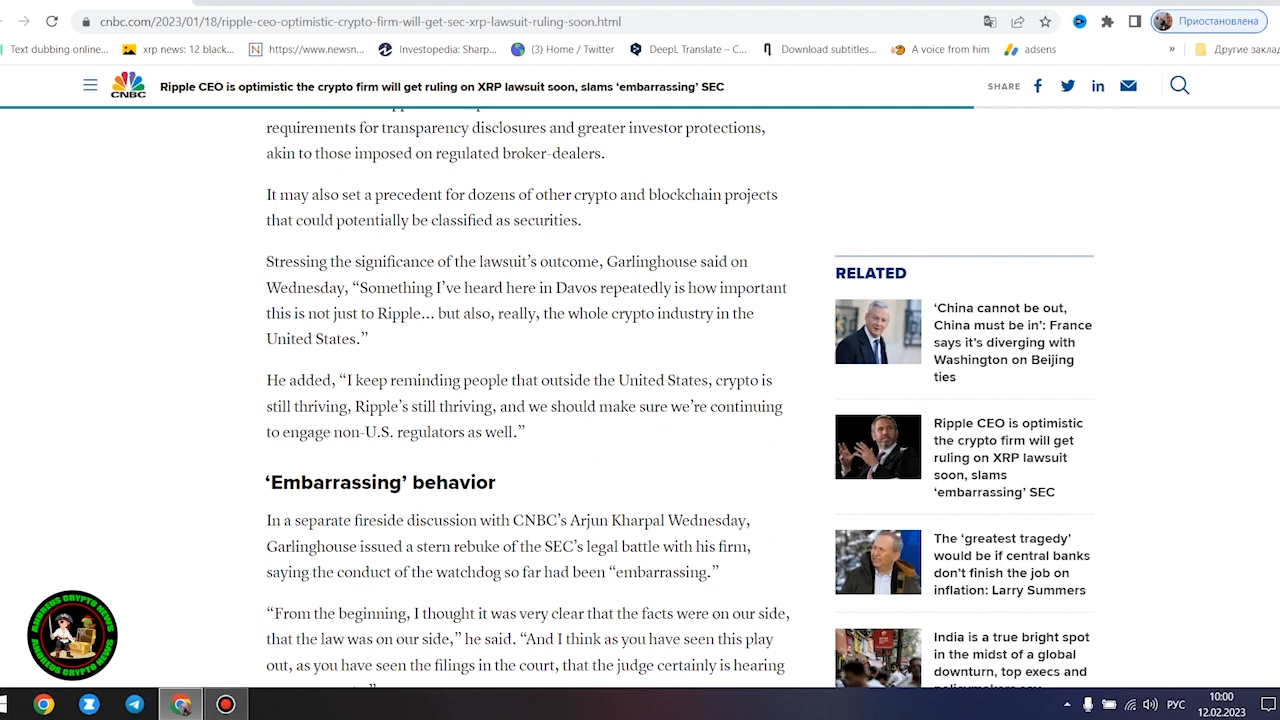 cnbc.com/2023/01/18/ripple-ceo-optimistic-crypto-firm-will-get-sec-xrp-lawsuit-ruling-soon.html
Приостановлена
Text dubbing online...
xrp news: 12 black...
https://www.newsn...
Investopedia: Sharp...
(3) Home / Twitter
DeepL Translate – C...
Download subtitles...
A voice from him
adsens
»
Другие закла
CNBC
Ripple CEO is optimistic the crypto firm will get ruling on XRP lawsuit soon, slams ‘embarrassing’ SEC
SHARE
requirements for transparency disclosures and greater investor protections,
akin to those imposed on regulated broker-dealers.
It may also set a precedent for dozens of other crypto and blockchain projects
that could potentially be classified as securities.
Stressing the significance of the lawsuit’s outcome, Garlinghouse said on
Wednesday, “Something I’ve heard here in Davos repeatedly is how important
this is not just to Ripple… but also, really, the whole crypto industry in the
United States.”
He added, “I keep reminding people that outside the United States, crypto is
still thriving, Ripple’s still thriving, and we should make sure we’re continuing
to engage non-U.S. regulators as well.”
‘Embarrassing’ behavior
In a separate fireside discussion with CNBC’s Arjun Kharpal Wednesday,
Garlinghouse issued a stern rebuke of the SEC’s legal battle with his firm,
saying the conduct of the watchdog so far had been “embarrassing.”
“From the beginning, I thought it was very clear that the facts were on our side,
that the law was on our side,” he said. “And I think as you have seen this play
out, as you have seen the filings in the court, that the judge certainly is hearing
RELATED
‘China cannot be out,
China must be in’: France
says it’s diverging with
Washington on Beijing
ties
Ripple CEO is optimistic
the crypto firm will get
ruling on XRP lawsuit
soon, slams
‘embarrassing’ SEC
The ‘greatest tragedy’
would be if central banks
don’t finish the job on
inflation: Larry Summers
India is a true bright spot
in the midst of a global
downturn, top execs and
ANDREUS CRYPTO NEWS
ANDREUS CRYPTO NEWS
РУС
10:00
12.02.2023